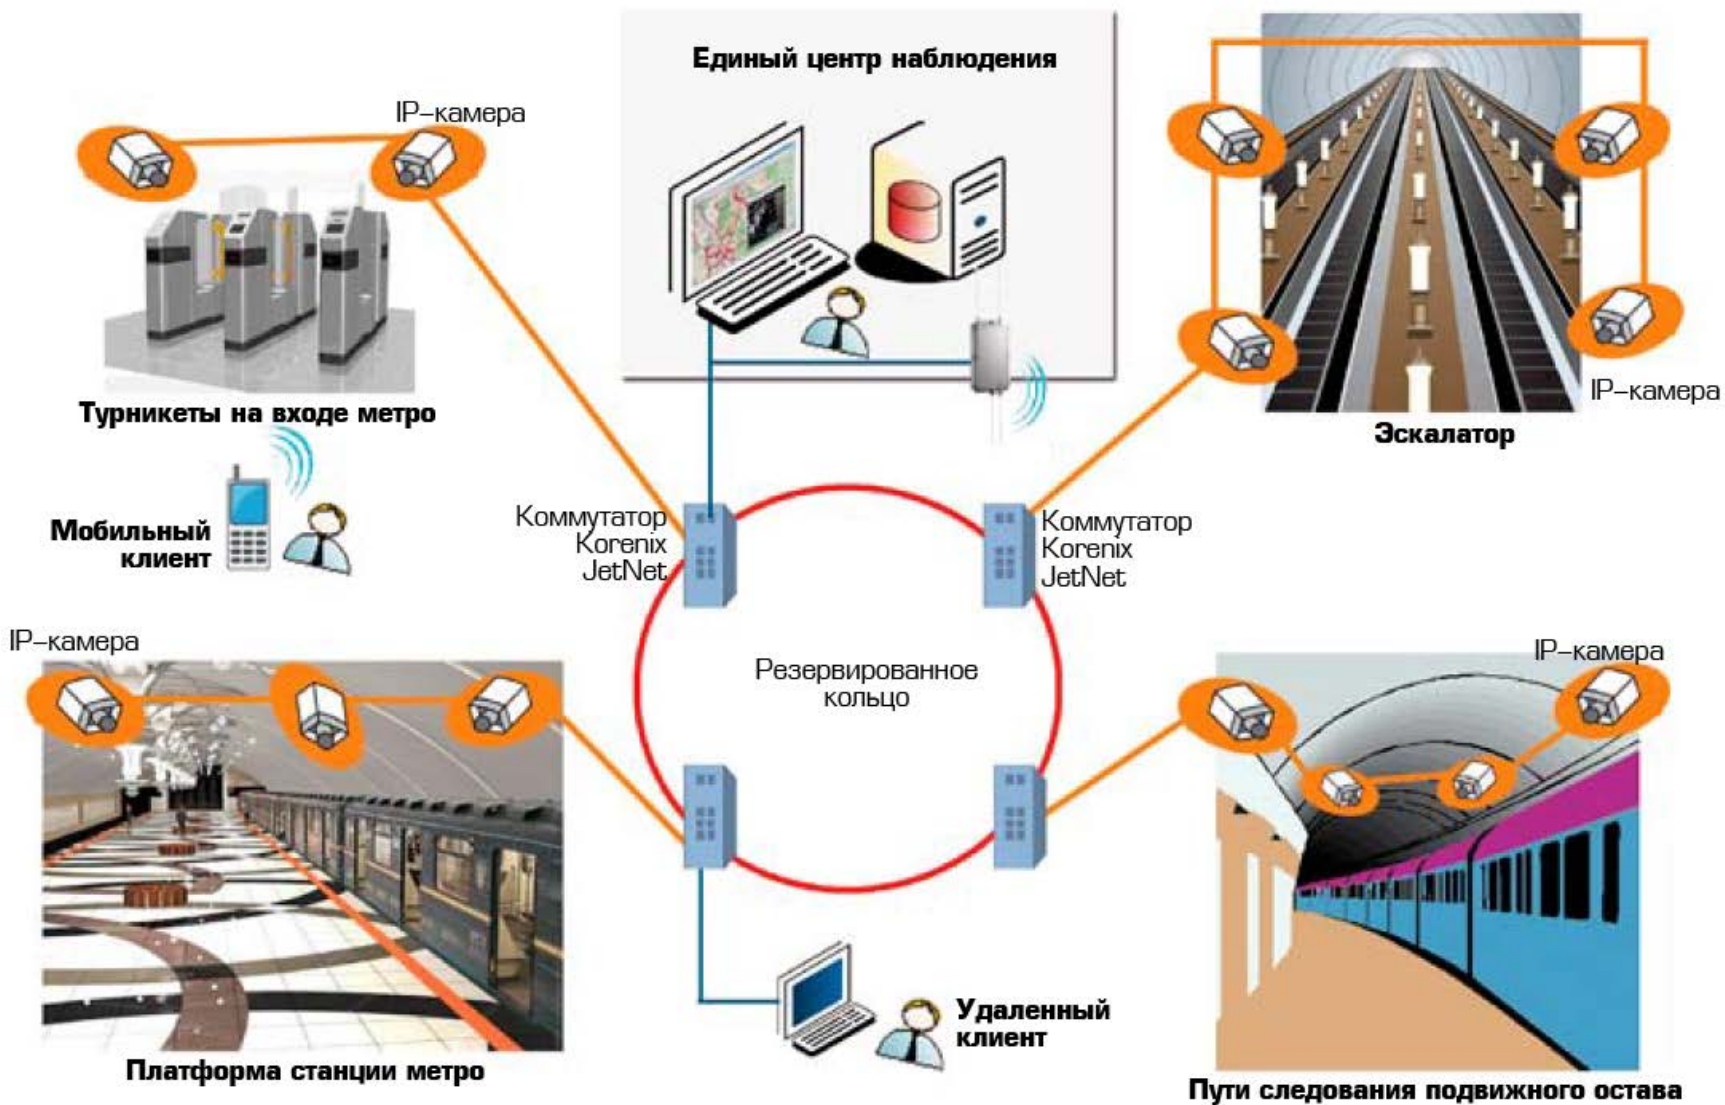 Единый центр наблюдения
IP-камера
Турникеты на входе метро
IP-камера
Эскалатор
Мобильный
клиент
Коммутатор
Korenix
JetNet
Коммутатор
Korenix
JetNet
IP-камера
Резервированное
кольцо
IP-камера
Платформа станции метро
Удаленный
клиент
Пути следования подвижного остава